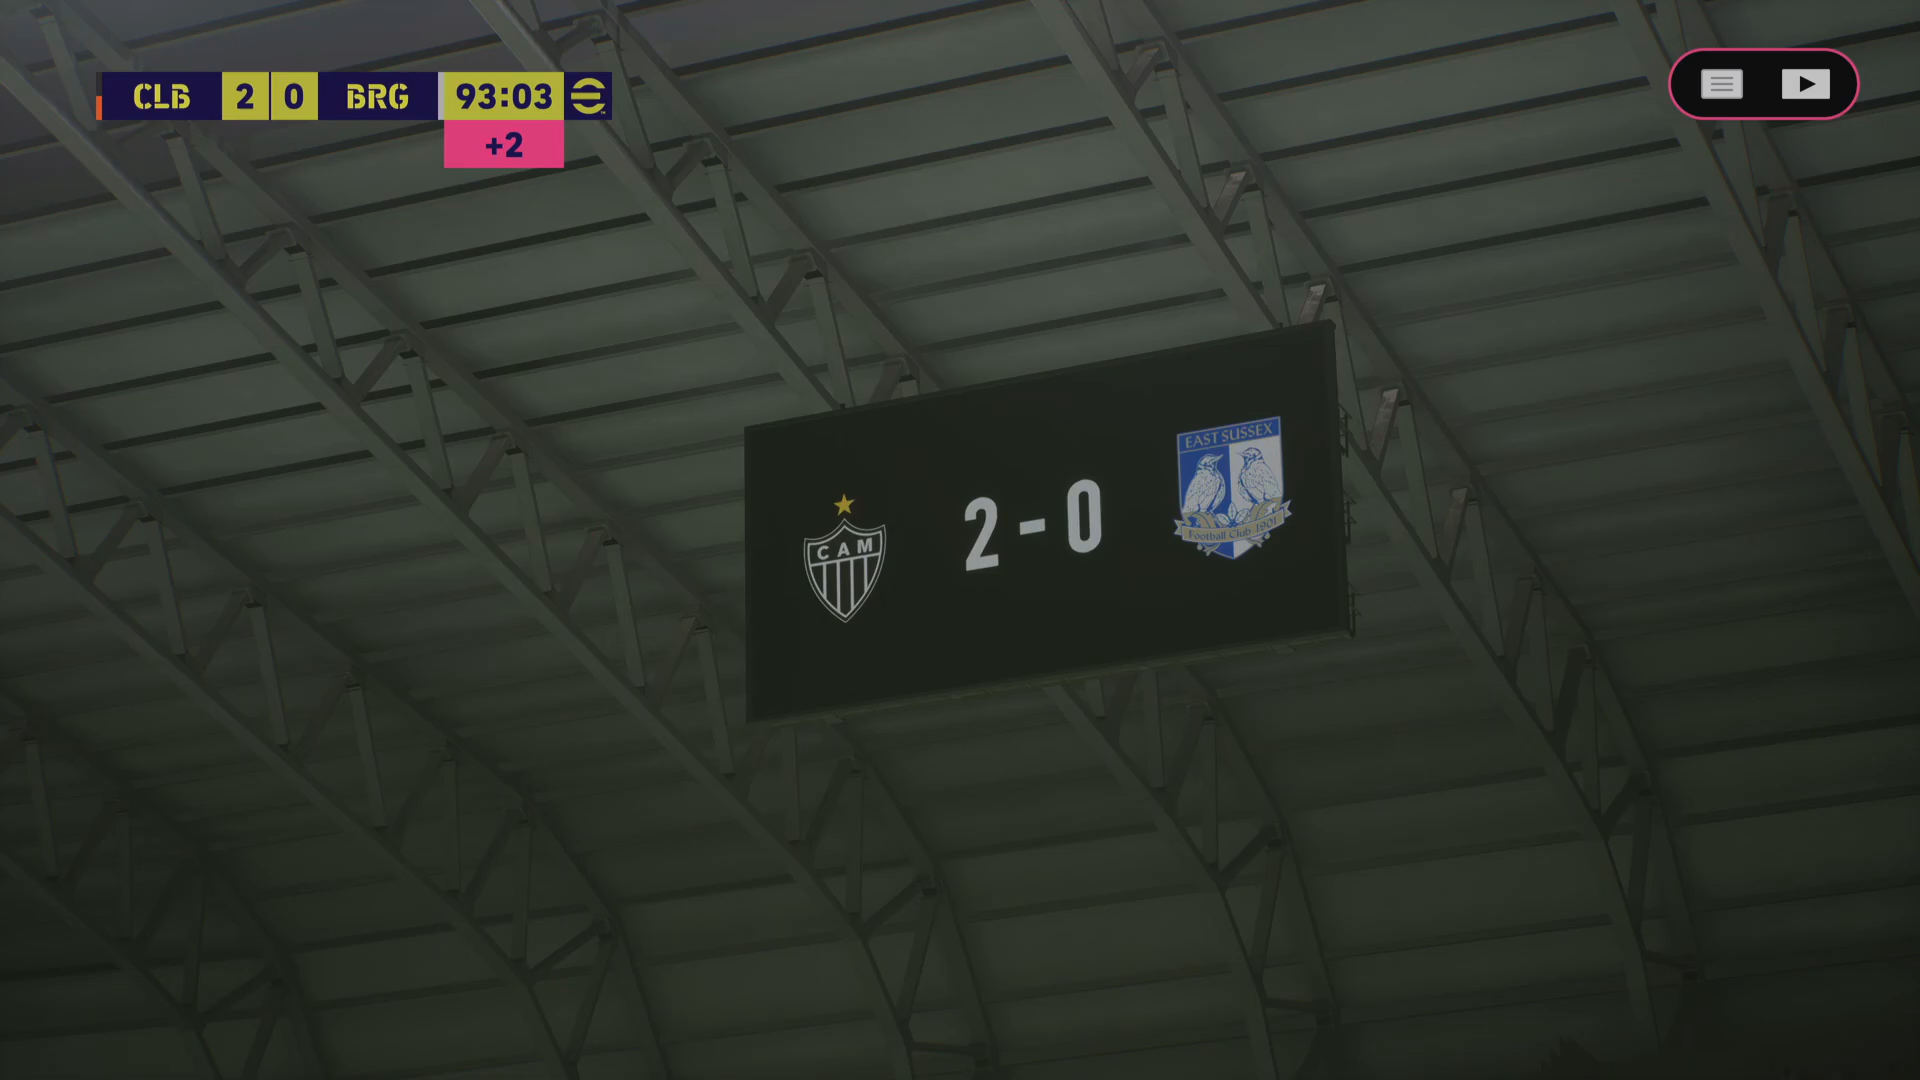 CLB 2 0 BRG 93:03
+2
CAM
2-0
EAST SUSSEX
Football Club 1901